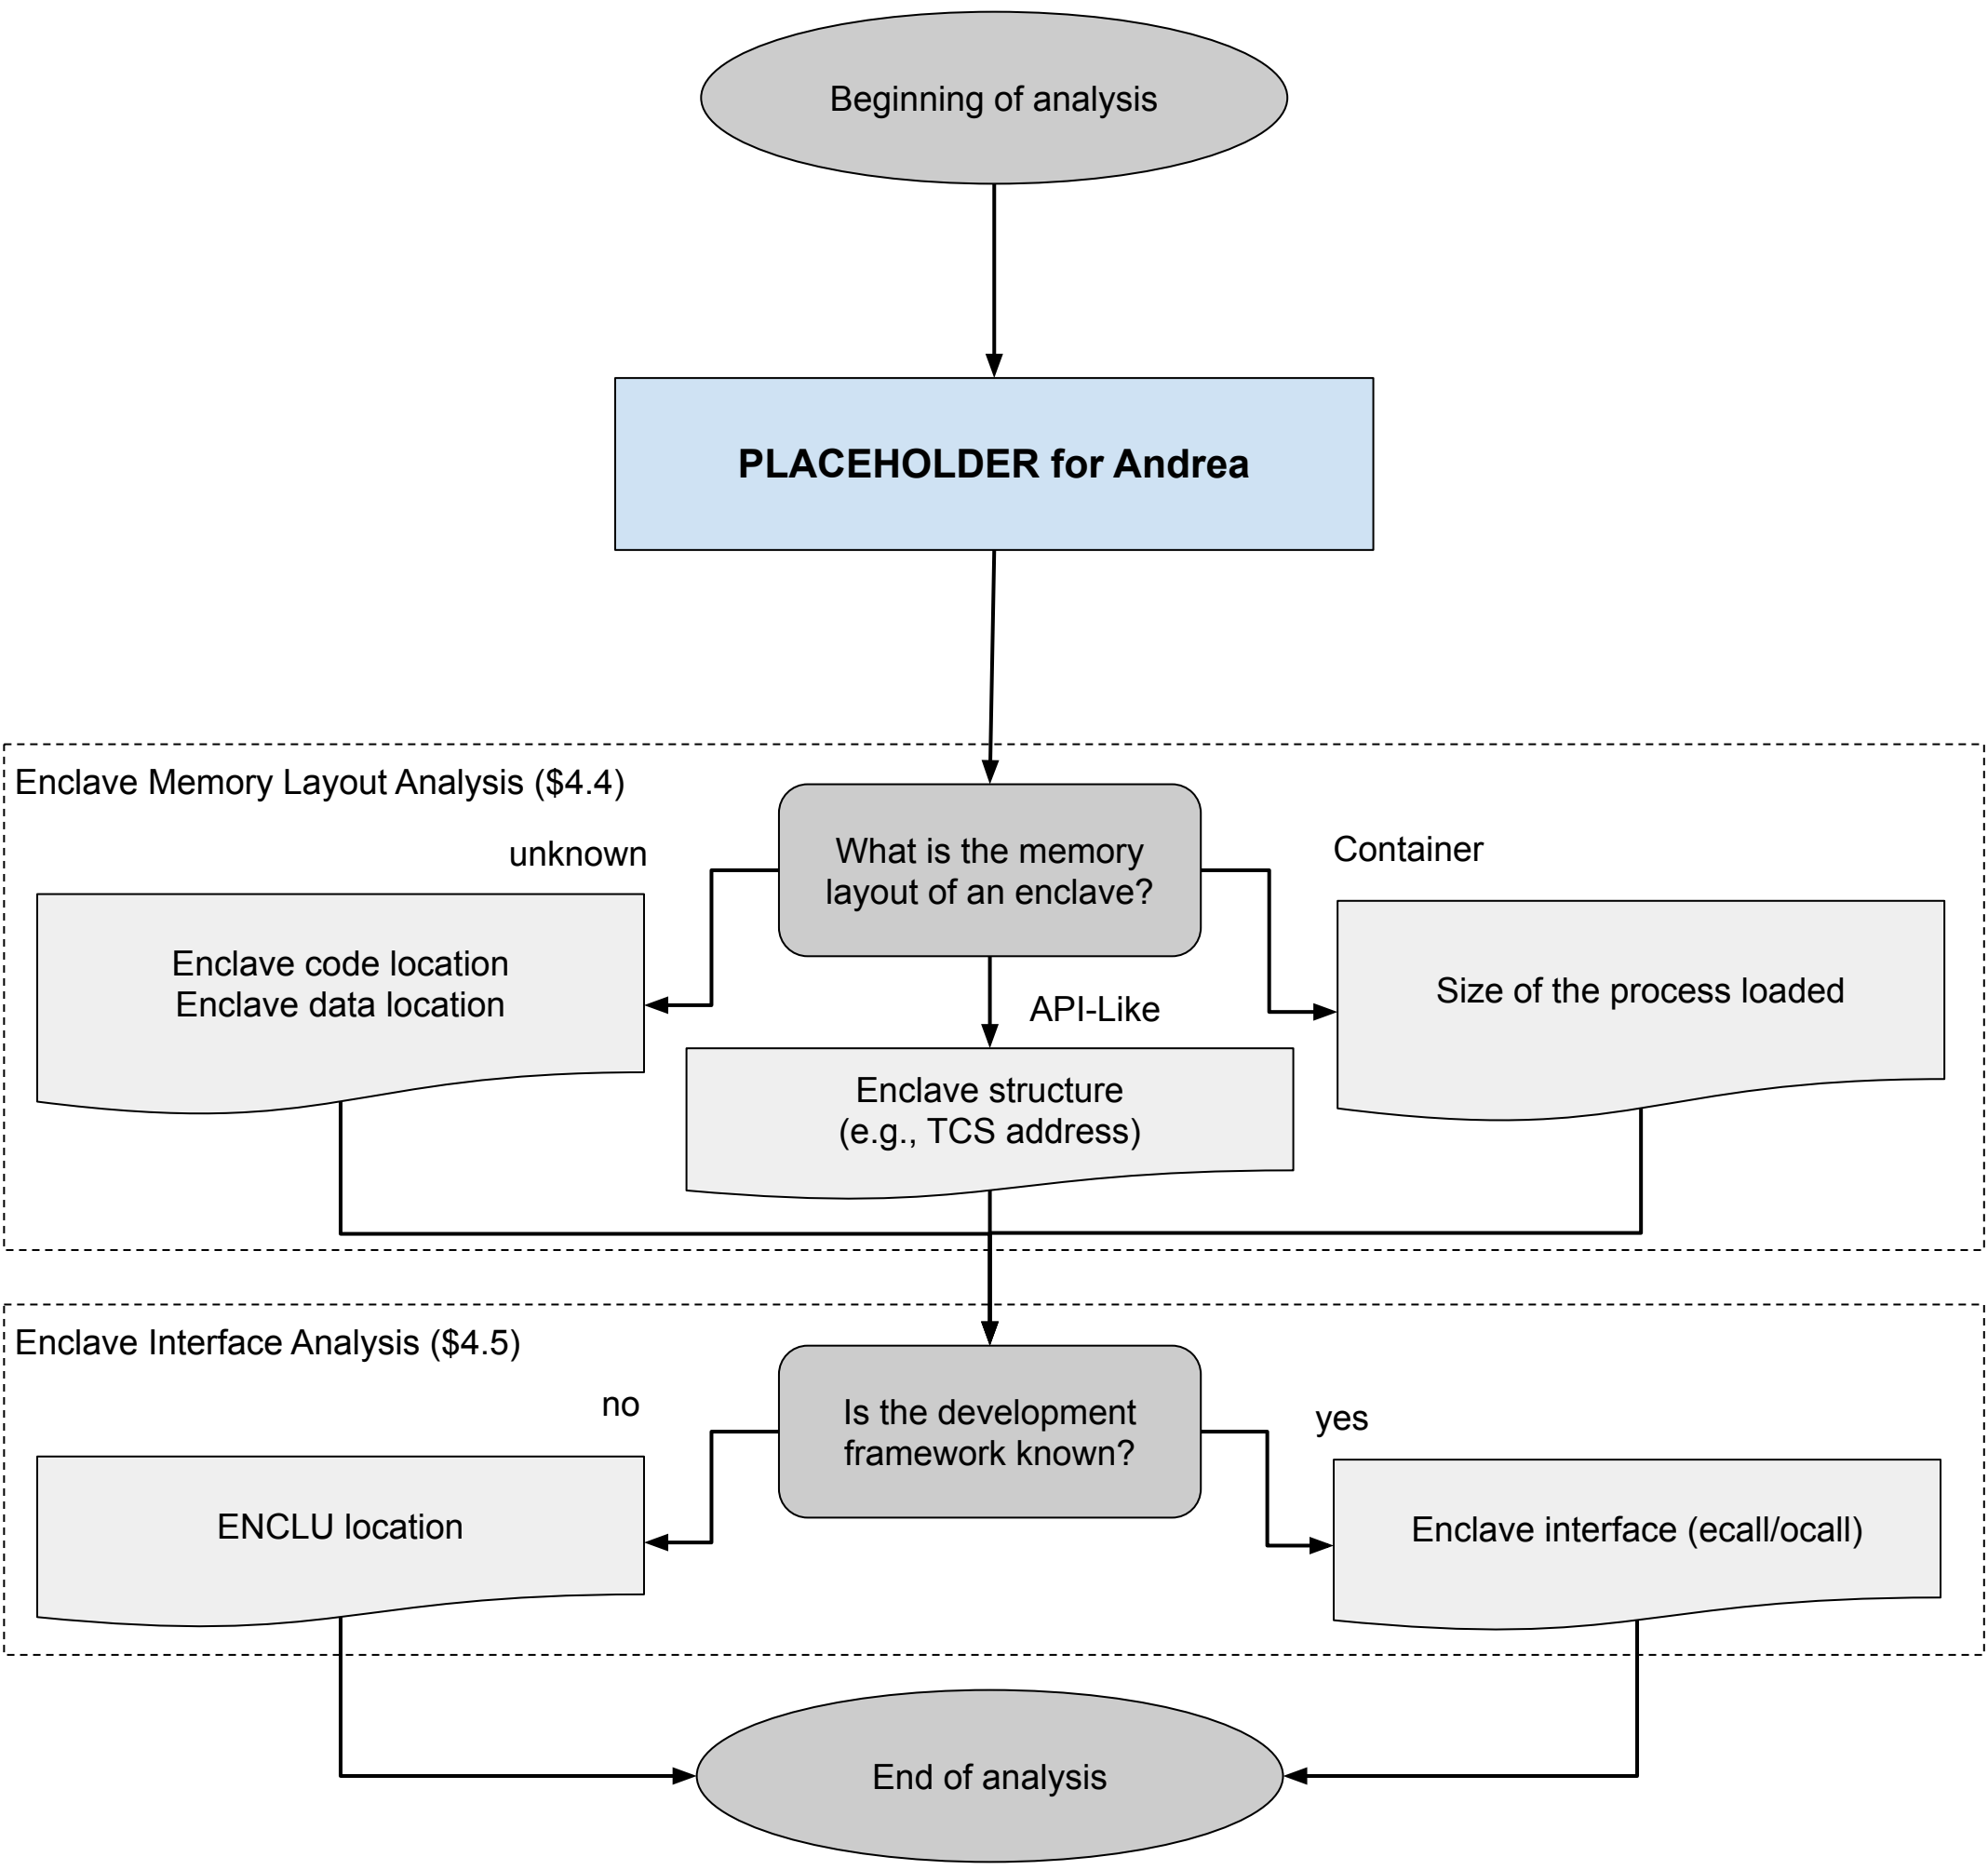 Beginning of analysis
PLACEHOLDER for Andrea
Enclave Memory Layout Analysis ($4.4)
What is the memory
layout of an enclave?
unknown
Container
Enclave code location
Enclave data location
Size of the process loaded
API-Like
Enclave structure
(e.g., TCS address)
Enclave Interface Analysis ($4.5)
Is the development
framework known?
no
yes
ENCLU location
Enclave interface (ecall/ocall)
End of analysis